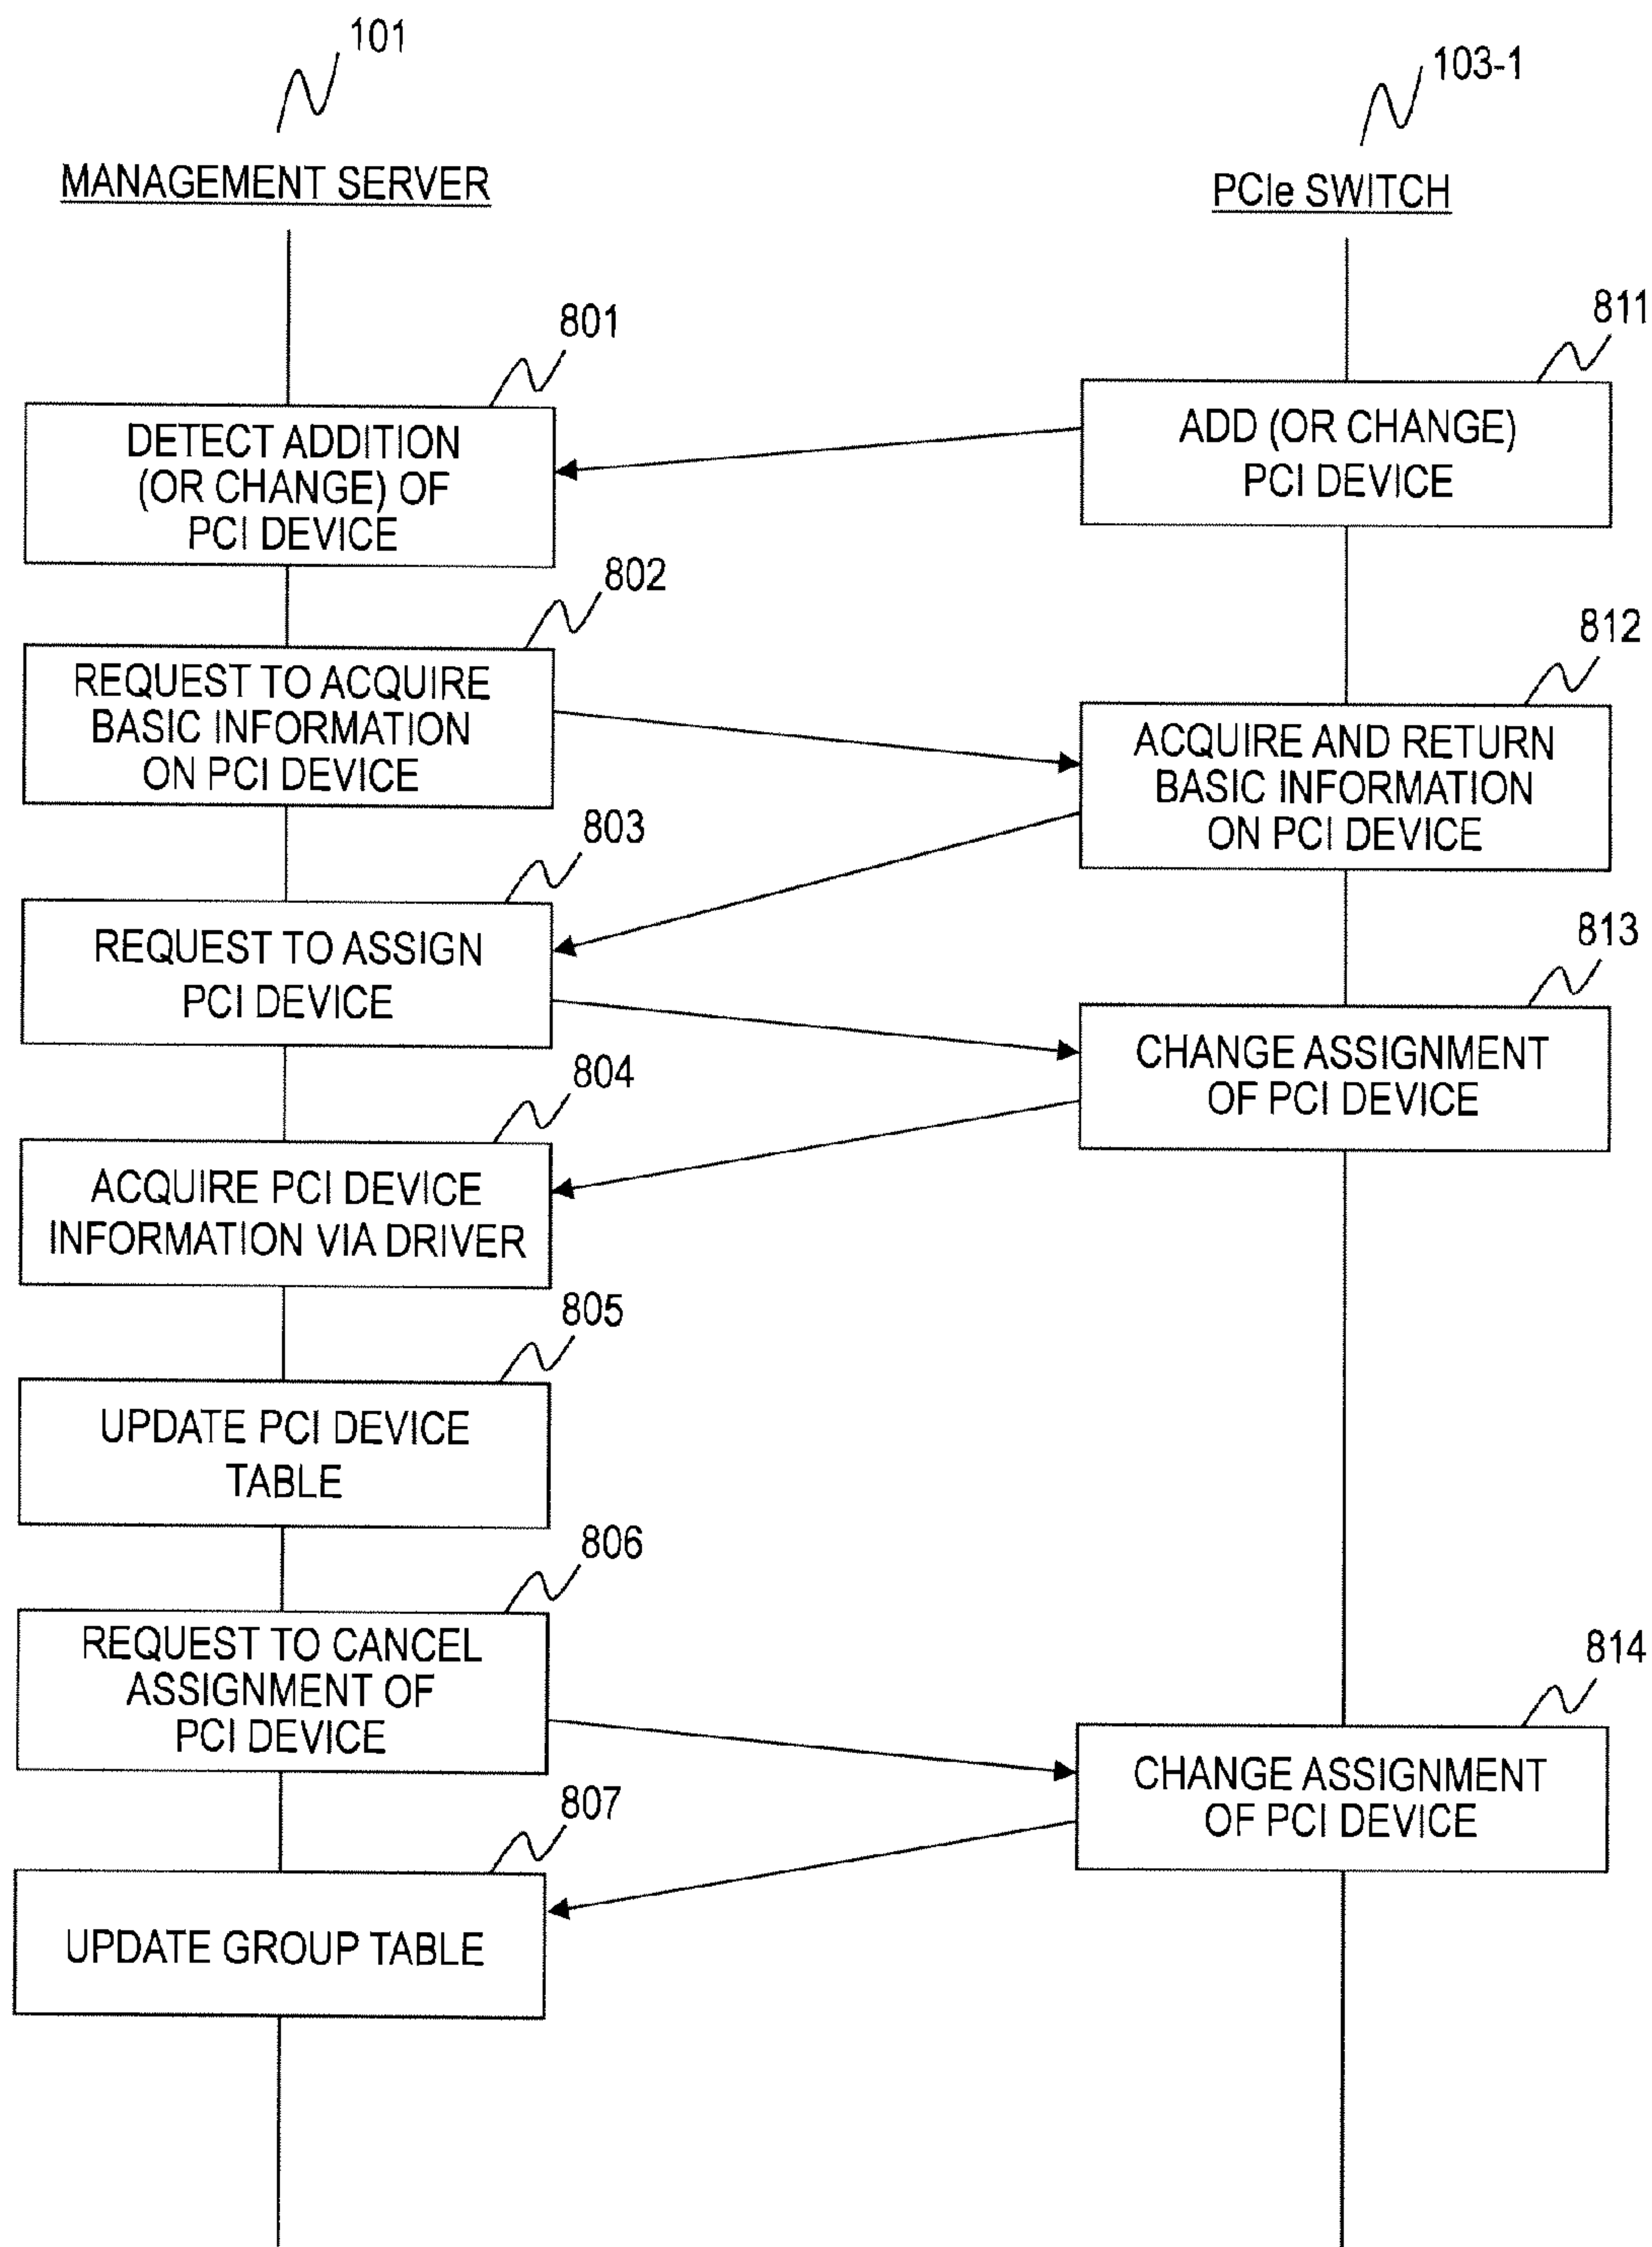 101
103-1
MANAGEMENT SERVER
PCIe SWITCH
801
811
DETECT ADDITION
(OR CHANGE) OF
PCI DEVICE
ADD (OR CHANGE)
PCI DEVICE
802
812
REQUEST TO ACQUIRE
BASIC INFORMATION
ON PCI DEVICE
ACQUIRE AND RETURN
BASIC INFORMATION
ON PCI DEVICE
803
813
REQUEST TO ASSIGN
PCI DEVICE
CHANGE ASSIGNMENT
OF PCI DEVICE
804
ACQUIRE PCI DEVICE
INFORMATION VIA DRIVER
805
UPDATE PCI DEVICE
TABLE
806
814
REQUEST TO CANCEL
ASSIGNMENT OF
PCI DEVICE
CHANGE ASSIGNMENT
OF PCI DEVICE
807
UPDATE GROUP TABLE